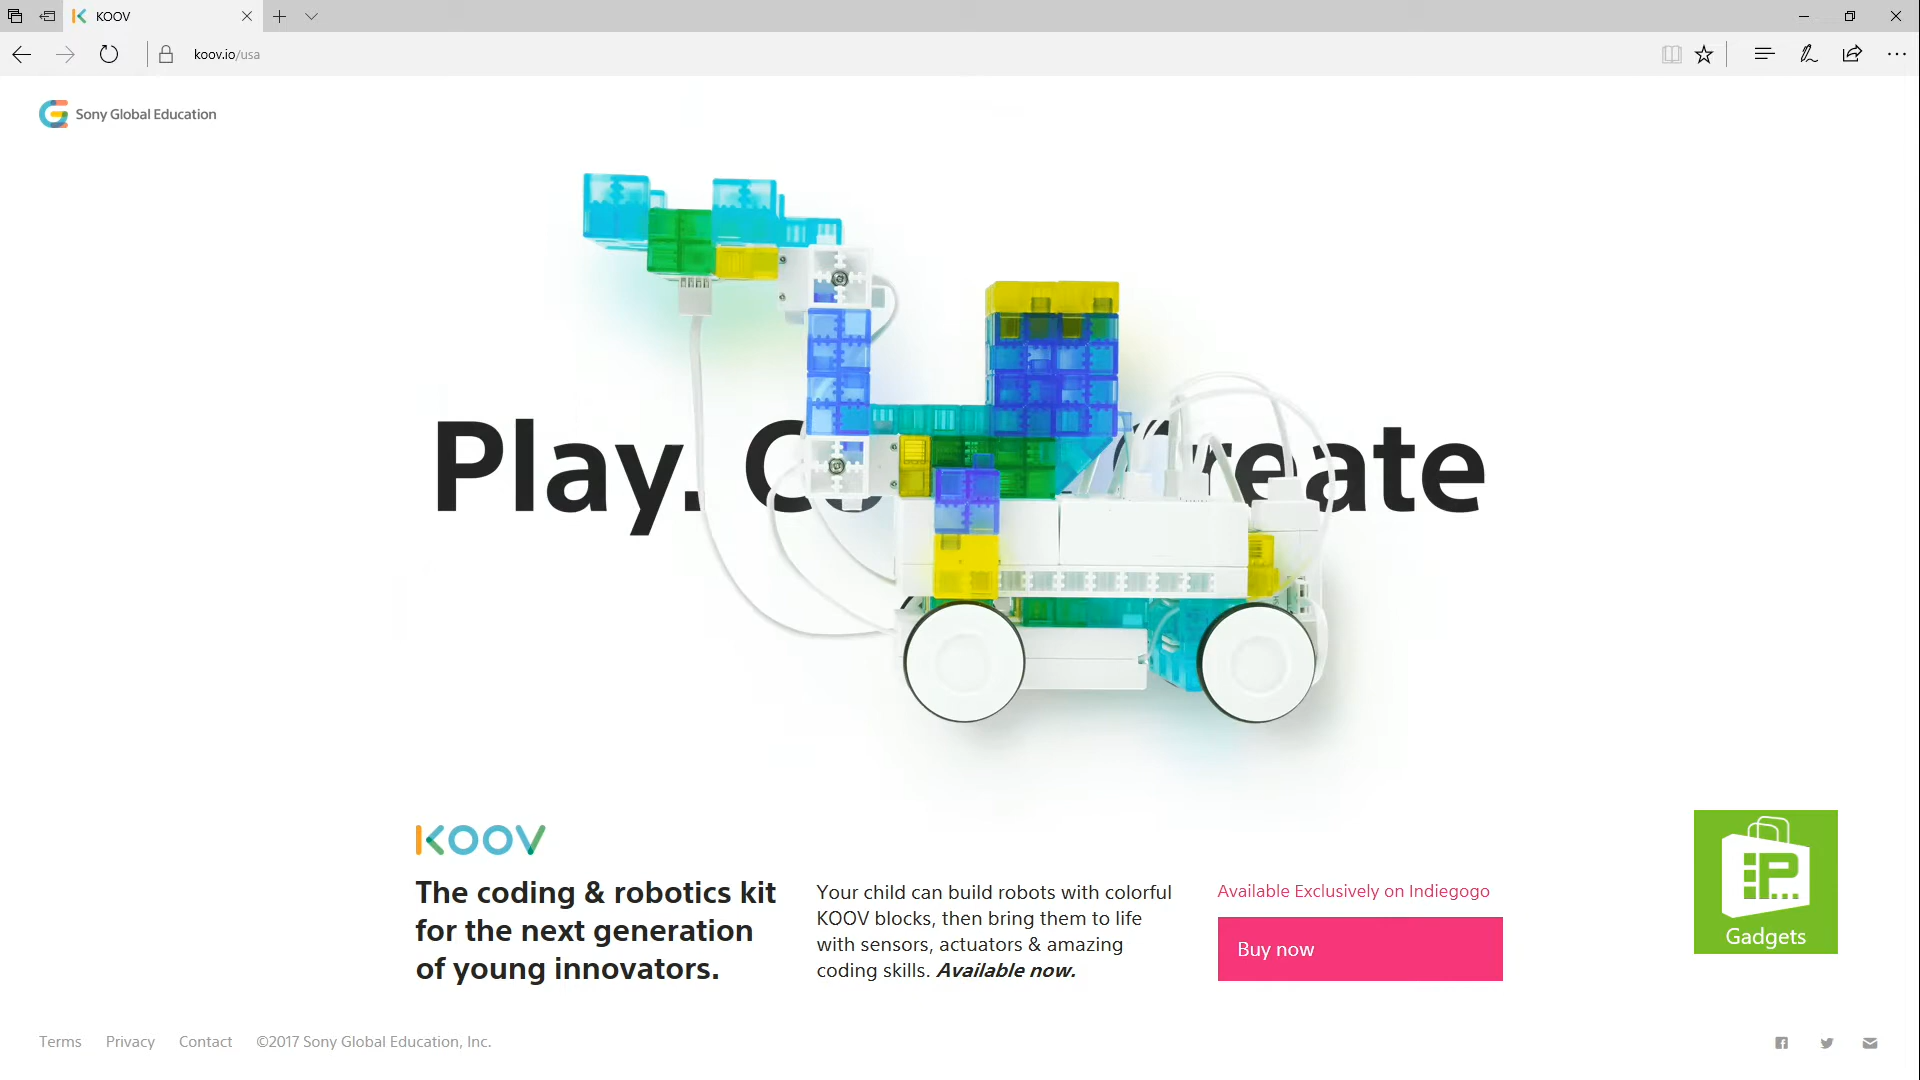 KOOV
koov.io/usa
Sony Global Education
Play. Create
KOOV
The coding & robotics kit
for the next generation
of young innovators.
Your child can build robots with colorful
KOOV blocks, then bring them to life
with sensors, actuators & amazing
coding skills. Available now.
Available Exclusively on Indiegogo
Buy now
P...
Gadgets
Terms Privacy Contact ©2017 Sony Global Education, Inc.